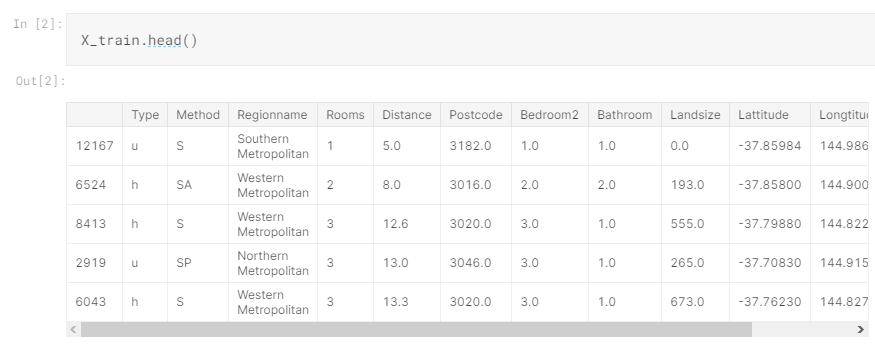 In [2]:
X_train.head()
Out[2]:
Type Method Regionname Rooms Distance Postcode Bedroom2 Bathroom Landsize Lattitude Longtitu
12167 u S Southern Metropolitan 1 5.0 3182.0 1.0 1.0 0.0 -37.85984 144.986
6524 h SA Western Metropolitan 2 8.0 3016.0 2.0 2.0 193.0 -37.85800 144.900
8413 h S Western Metropolitan 3 12.6 3020.0 3.0 1.0 555.0 -37.79880 144.822
2919 u SP Northern Metropolitan 3 13.0 3046.0 3.0 1.0 265.0 -37.70830 144.915
6043 h S Western Metropolitan 3 13.3 3020.0 3.0 1.0 673.0 -37.76230 144.827